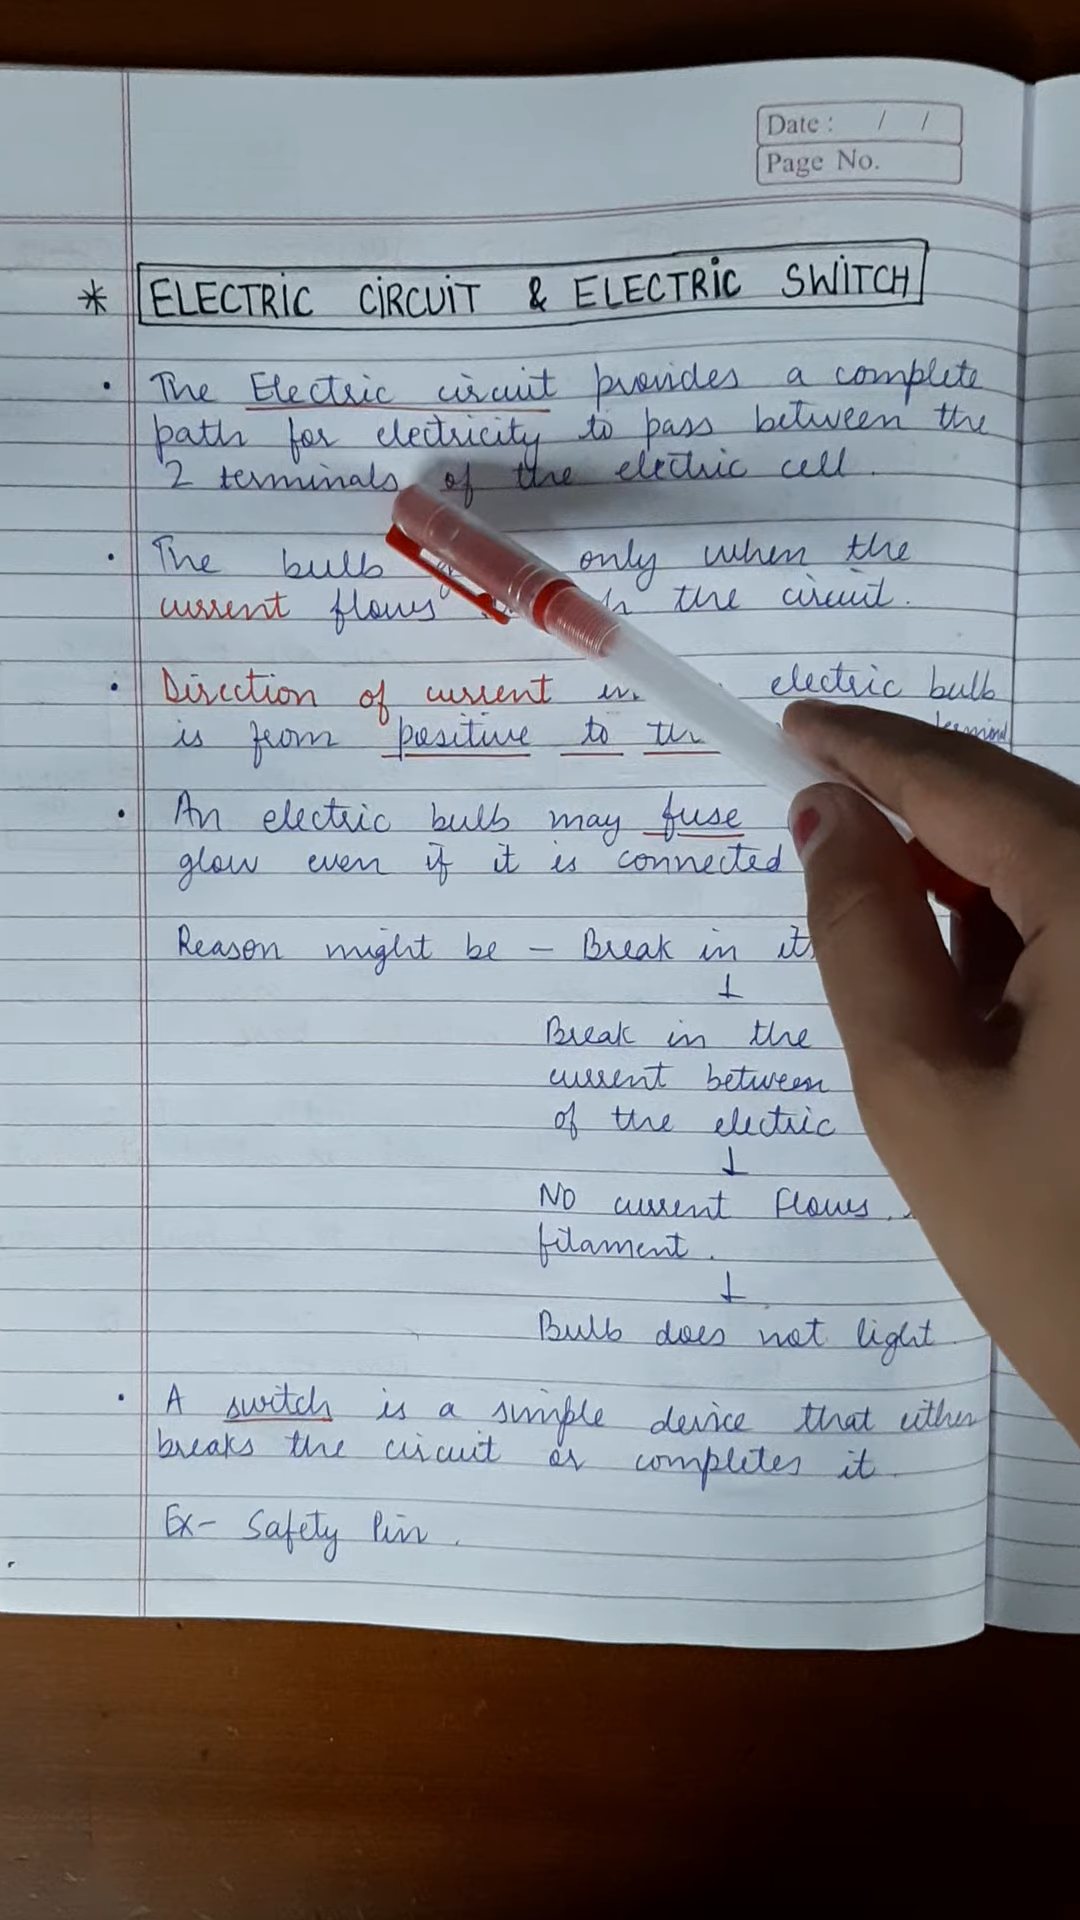 Date : / /
Page No.
* ELECTRIC CIRCUIT & ELECTRIC SWITCH
• The Electric circuit provides a complete
path for electricity to pass between the
2 terminals of the electric cell.
• The bulb only when the
current flows the circuit.
• Direction of current electric bulb
is from positive to
• An electric bulb may fuse
glow even if it is connected
Reason might be – Break in
↓
Break in the
current between
of the electric
↓
NO current flows
filament.
↓
Bulb does not light
• A switch is a simple device that either
breaks the circuit or completes it.
Ex- Safety Pin.